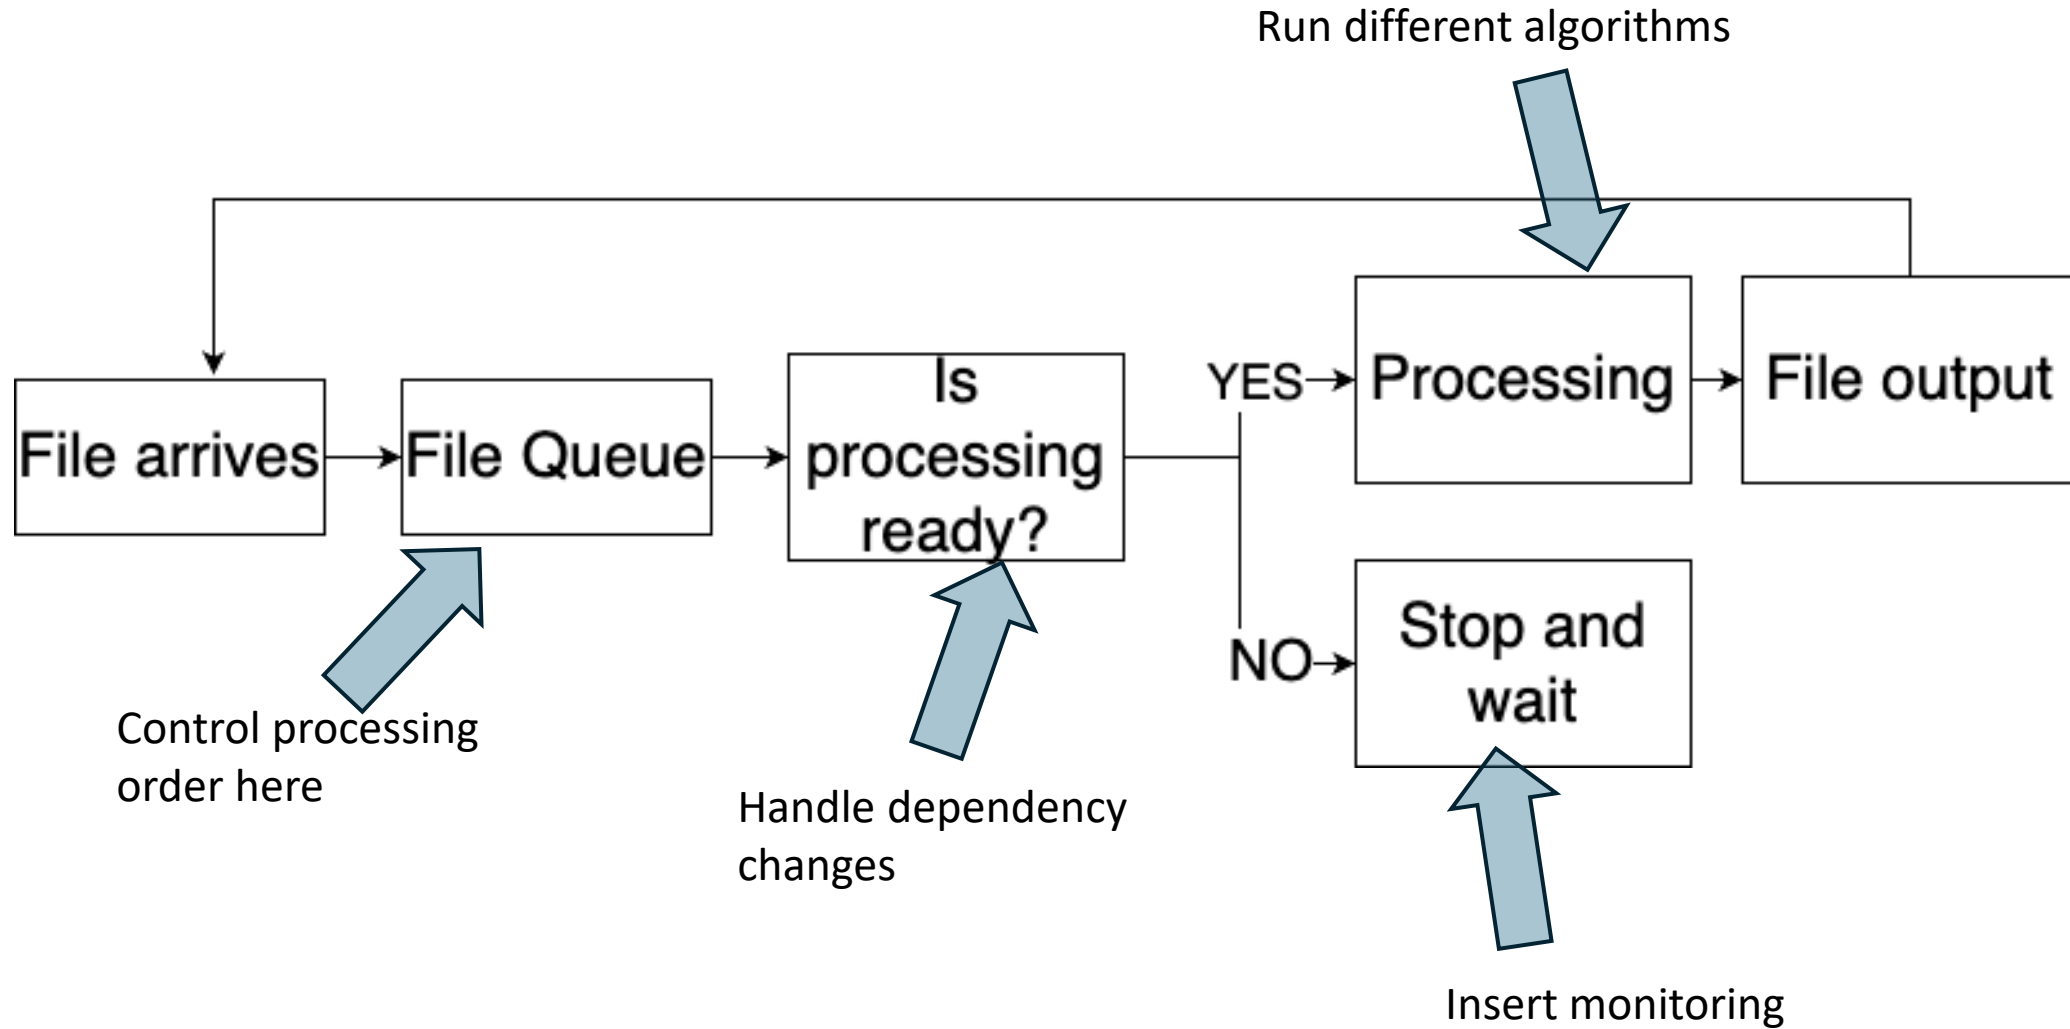 Run different algorithms
File arrives
File Queue
Is
processing
ready?
YES
Processing
File output
NO
Stop and
wait
Control processing
order here
Handle dependency
changes
Insert monitoring